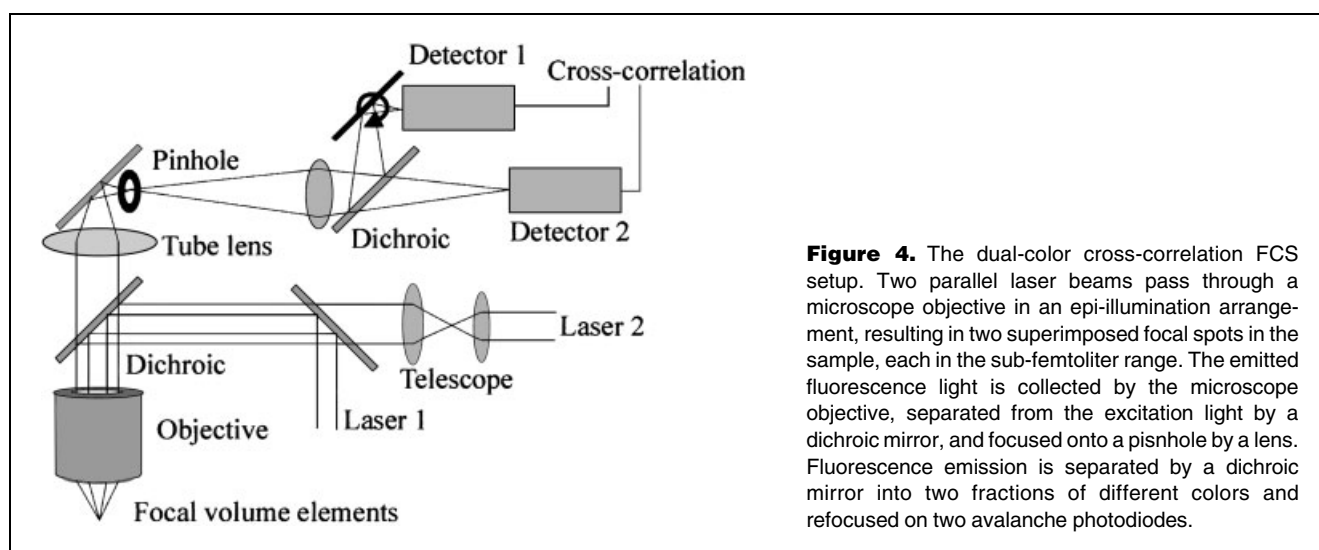 Detector 1
Cross-correlation
Pinhole
Tube lens
Dichroic
Detector 2
Laser 2
Dichroic
Telescope
Objective
Laser 1
Focal volume elements
Figure 4. The dual-color cross-correlation FCS
setup. Two parallel laser beams pass through a
microscope objective in an epi-illumination arrange-
ment, resulting in two superimposed focal spots in the
sample, each in the sub-femtoliter range. The emitted
fluorescence light is collected by the microscope
objective, separated from the excitation light by a
dichroic mirror, and focused onto a pisnhole by a lens.
Fluorescence emission is separated by a dichroic
mirror into two fractions of different colors and
refocused on two avalanche photodiodes.